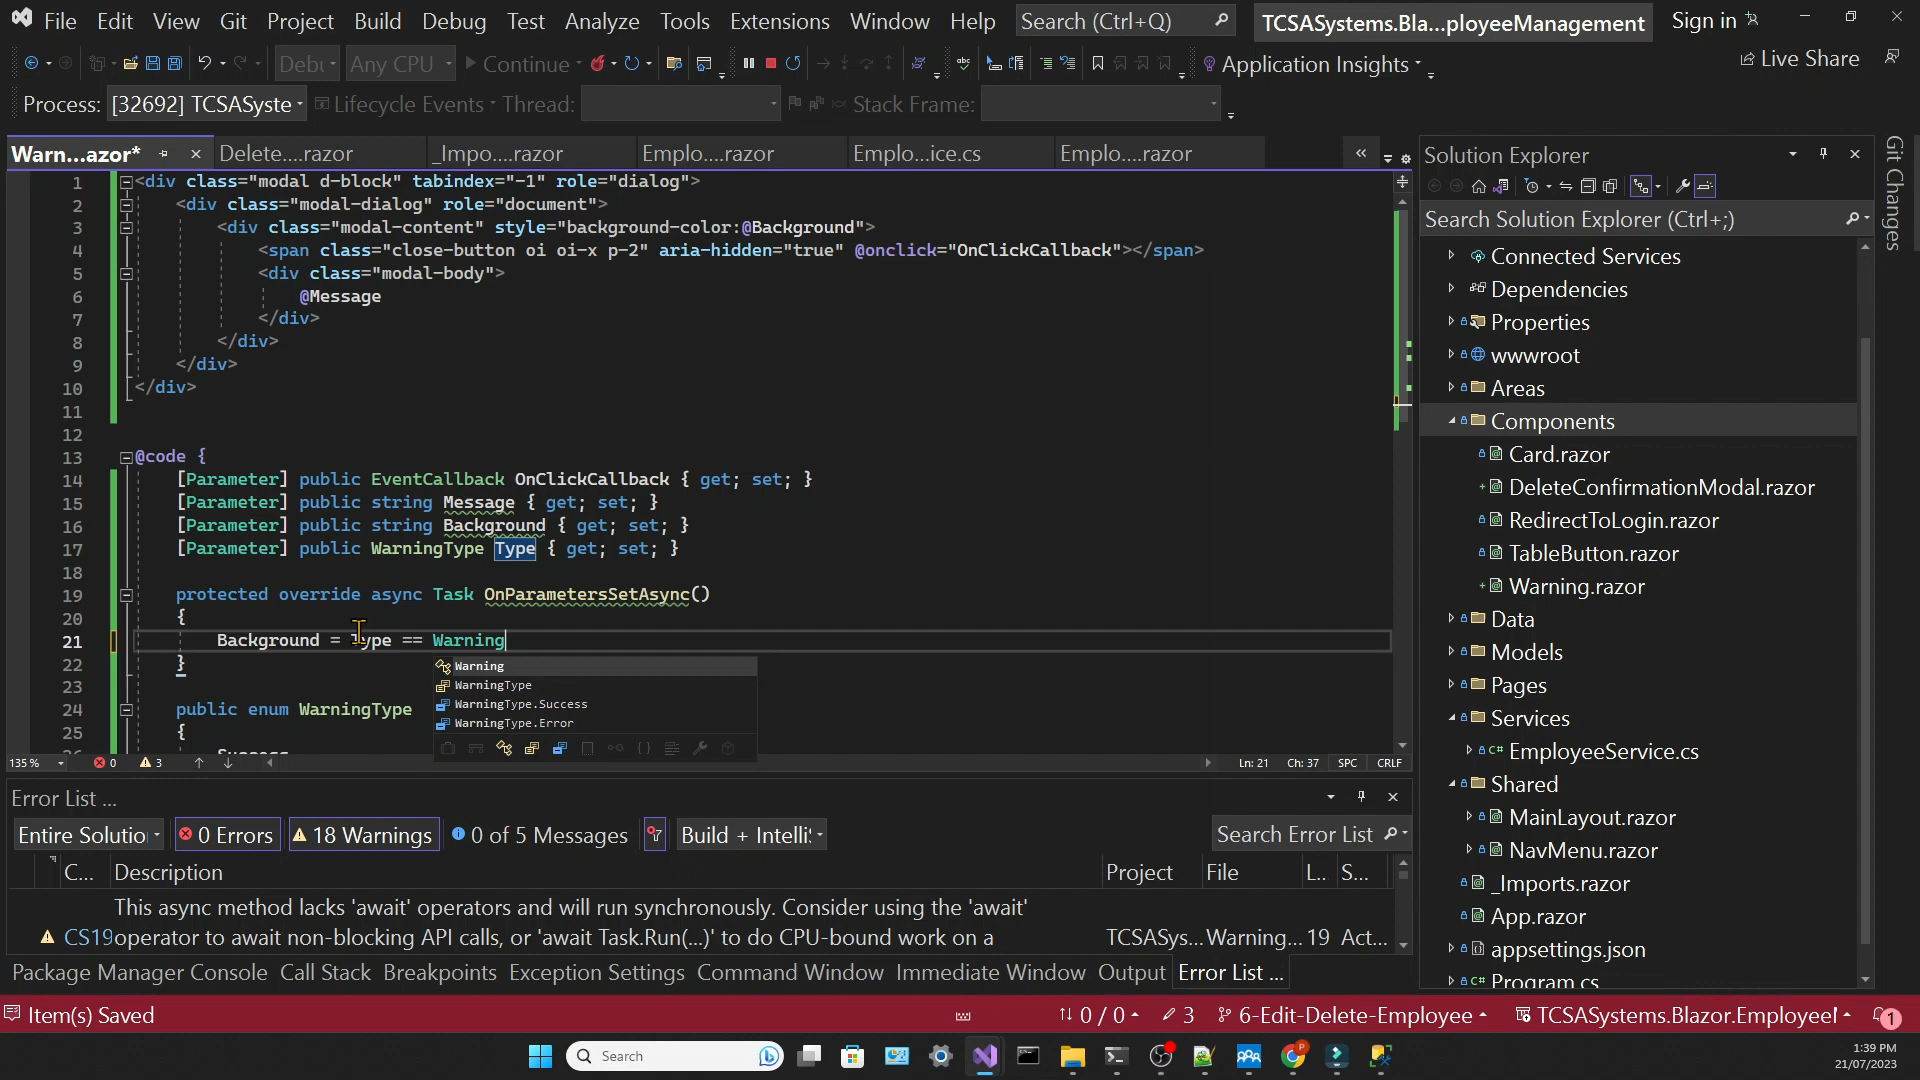 File Edit View Git Project Build Debug Test Analyze Tools Extensions Window Help Search (Ctrl+Q) TCSASystems.Bla...ployeeManagement Sign in
Debu Any CPU Continue Application Insights Live Share
Process: [32692] TCSASyste Lifecycle Events Thread: Stack Frame:
Warn...azor* Delete....razor _Impo....razor Emplo....razor Emplo...ice.cs Emplo....razor
1 <div class="modal d-block" tabindex="-1" role="dialog">
2 <div class="modal-dialog" role="document">
3 <div class="modal-content" style="background-color:@Background">
4 <span class="close-button oi oi-x p-2" aria-hidden="true" @onclick="OnClickCallback"></span>
5 <div class="modal-body">
6 @Message
7 </div>
8 </div>
9 </div>
10 </div>
11
12
13 @code {
14 [Parameter] public EventCallback OnClickCallback { get; set; }
15 [Parameter] public string Message { get; set; }
16 [Parameter] public string Background { get; set; }
17 [Parameter] public WarningType Type { get; set; }
18
19 protected override async Task OnParametersSetAsync()
20 {
21 Background = Type == Warning
22 }
23
24 public enum WarningType
25 {
26 Success
Warning
WarningType
WarningType.Success
WarningType.Error
135 % 0 3 Ln: 21 Ch: 37 SPC CRLF
Error List ...
Entire Solutio 0 Errors 18 Warnings 0 of 5 Messages Build + Intelli Search Error List
C... Description Project File L.. S...
This async method lacks 'await' operators and will run synchronously. Consider using the 'await'
CS19 operator to await non-blocking API calls, or 'await Task.Run(...)' to do CPU-bound work on a TCSASys... Warning... 19 Act...
Package Manager Console Call Stack Breakpoints Exception Settings Command Window Immediate Window Output Error List ...
Solution Explorer
Search Solution Explorer (Ctrl+;)
Connected Services
Dependencies
Properties
wwwroot
Areas
Components
Card.razor
DeleteConfirmationModal.razor
RedirectToLogin.razor
TableButton.razor
Warning.razor
Data
Models
Pages
Services
C# EmployeeService.cs
Shared
MainLayout.razor
NavMenu.razor
_Imports.razor
App.razor
appsettings.json
C# Program.cs
Git Changes
Item(s) Saved 0 / 0 3 6-Edit-Delete-Employee TCSASystems.Blazor.Employee 1
Search
1:39 PM
21/07/2023